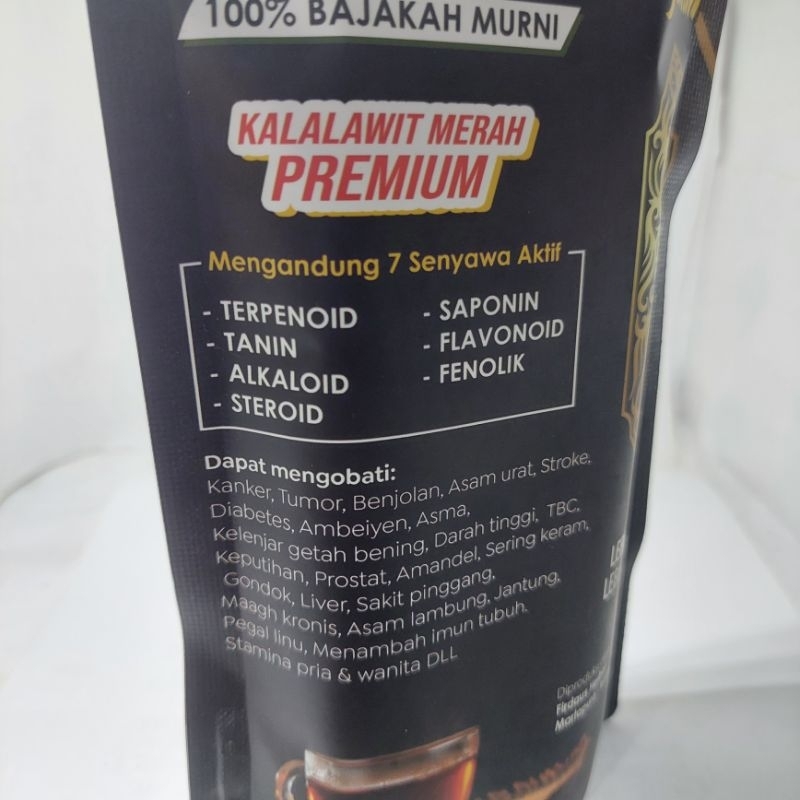 100% BAJAKAH MURNI
KALALAWIT MERAH
PREMIUM
Mengandung 7 Senyawa Aktif
- TERPENOID
- TANIN
- ALKALOID
- STEROID
- SAPONIN
- FLAVONOID
- FENOLIK
Dapat mengobati:
Kanker, Tumor, Benjolan, Asam urat, Stroke,
Diabetes, Ambeiyen, Asma,
Kelenjar getah bening, Darah tinggi, TBC,
Keputihan, Prostat, Amandel, Sering keram,
Gondok, Liver, Sakit pinggang,
Maagh kronis, Asam lambung, Jantung,
Pegal linu, Menambah imun tubuh,
Stamina pria & wanita DLL
Firdaus